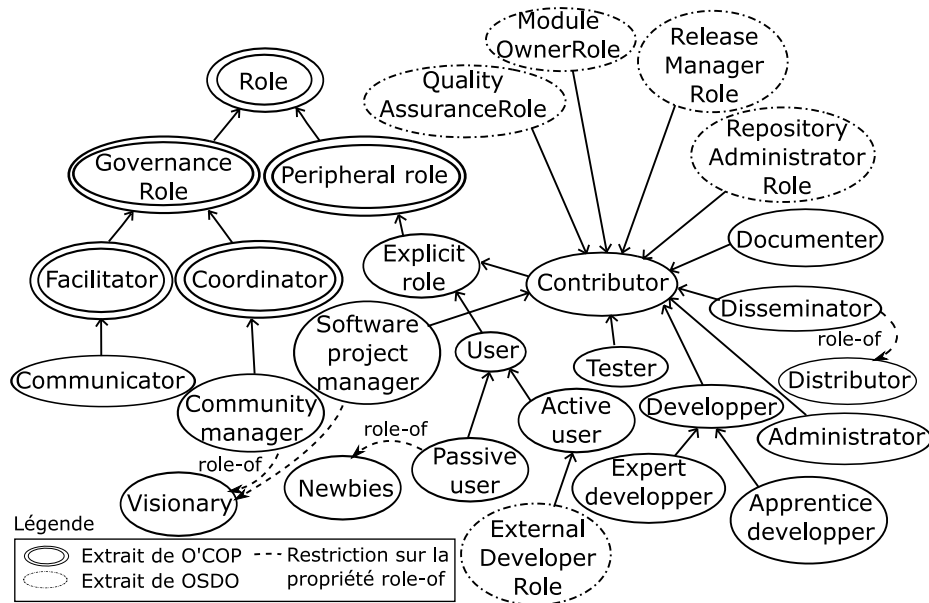 Module
OwnerRole
Release
Manager
Role
Role
Quality
AssuranceRole
Repository
Administrator
Role
Governance
Role
Peripheral role
Documenter
Explicit
role
Facilitator
Coordinator
Contributor
Disseminator
Software
project
manager
role-of
User
Tester
Communicator
Distributor
Community
manager
Active
user
Developper
Administrator
role-of
role-of
Passive
user
Expert
developper
Visionary
Newbies
Apprentice
developper
External
Developer
Role
Légende
Extrait de O'COP
Extrait de OSDO
Restriction sur la
propriété role-of